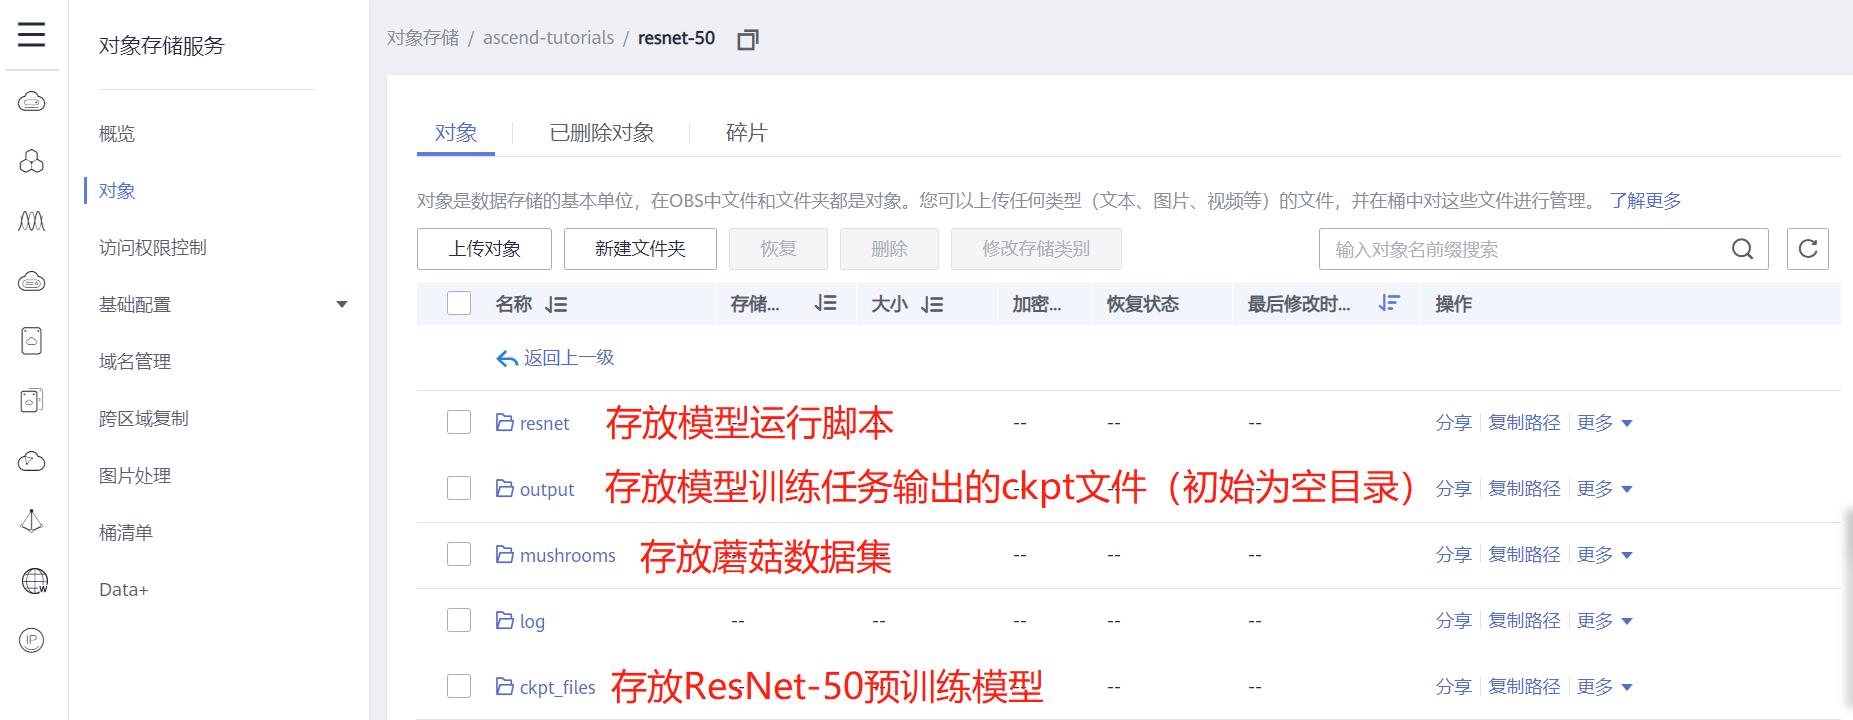 对象存储服务
概览
对象
访问权限控制
基础配置
域名管理
跨区域复制
图片处理
桶清单
Data+
IP
W
对象存储 / ascend-tutorials / resnet-50
对象 已删除对象 碎片
对象是数据存储的基本单位，在OBS中文件和文件夹都是对象。您可以上传任何类型（文本、图片、视频等）的文件，并在桶中对这些文件进行管理。 了解更多
上传对象 新建文件夹 恢复 删除 修改存储类别 输入对象名前缀搜索
名称 存储... 大小 加密... 恢复状态 最后修改时... 操作
返回上一级
resnet 存放模型运行脚本 -- -- -- 分享 复制路径 更多
output 存放模型训练任务输出的ckpt文件（初始为空目录） 分享 复制路径 更多
mushrooms 存放蘑菇数据集 -- -- -- 分享 复制路径 更多
log -- -- -- -- -- 分享 复制路径 更多
ckpt_files 存放ResNet-50预训练模型 -- -- 分享 复制路径 更多